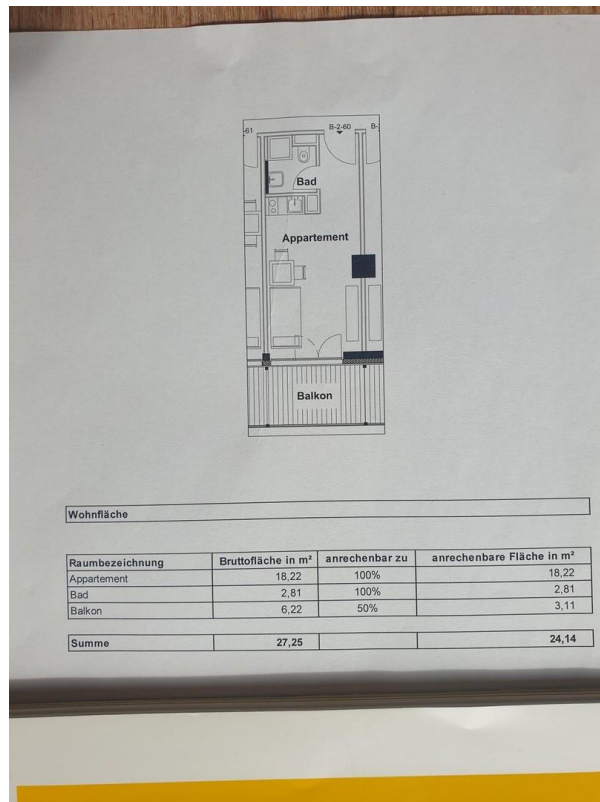 -61 B-2-60 B-
Bad
Appartement
Balkon
Wohnfläche
Raumbezeichnung Bruttofläche in m² anrechenbar zu anrechenbare Fläche in m²
Appartement 18,22 100% 18,22
Bad 2,81 100% 2,81
Balkon 6,22 50% 3,11
Summe 27,25 24,14